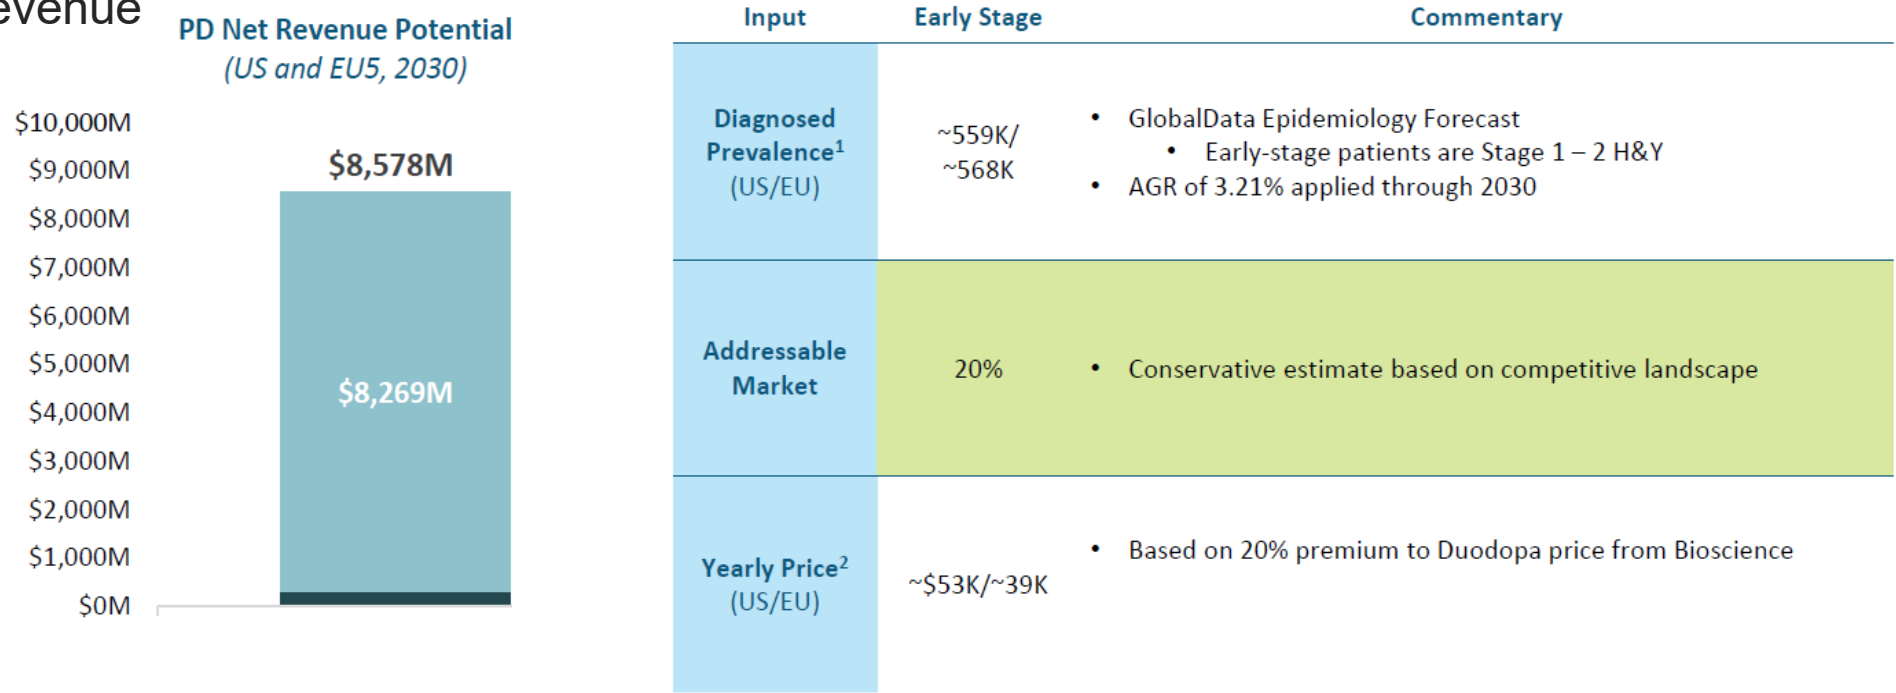 evenue
PD Net Revenue Potential
(US and EU5, 2030)
$10,000M
$9,000M
$8,000M
$7,000M
$6,000M
$5,000M
$4,000M
$3,000M
$2,000M
$1,000M
$0M
$8,578M
$8,269M
Input Early Stage Commentary
Diagnosed
Prevalence¹
(US/EU)
~559K/
~568K
• GlobalData Epidemiology Forecast
• Early-stage patients are Stage 1 – 2 H&Y
• AGR of 3.21% applied through 2030
Addressable
Market
20%
• Conservative estimate based on competitive landscape
Yearly Price²
(US/EU)
~$53K/~39K
• Based on 20% premium to Duodopa price from Bioscience